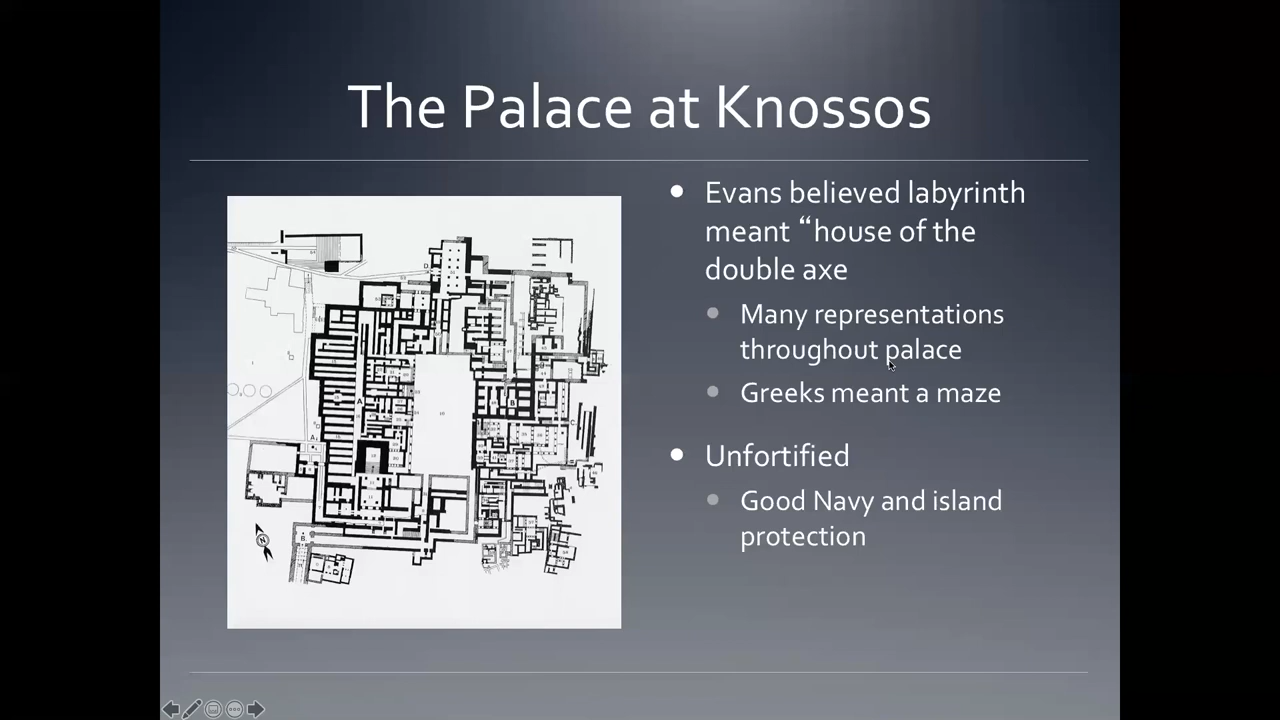 The Palace at Knossos
Evans believed labyrinth
meant “house of the
double axe
Many representations
throughout palace
Greeks meant a maze
Unfortified
Good Navy and island
protection
A
B
C
N